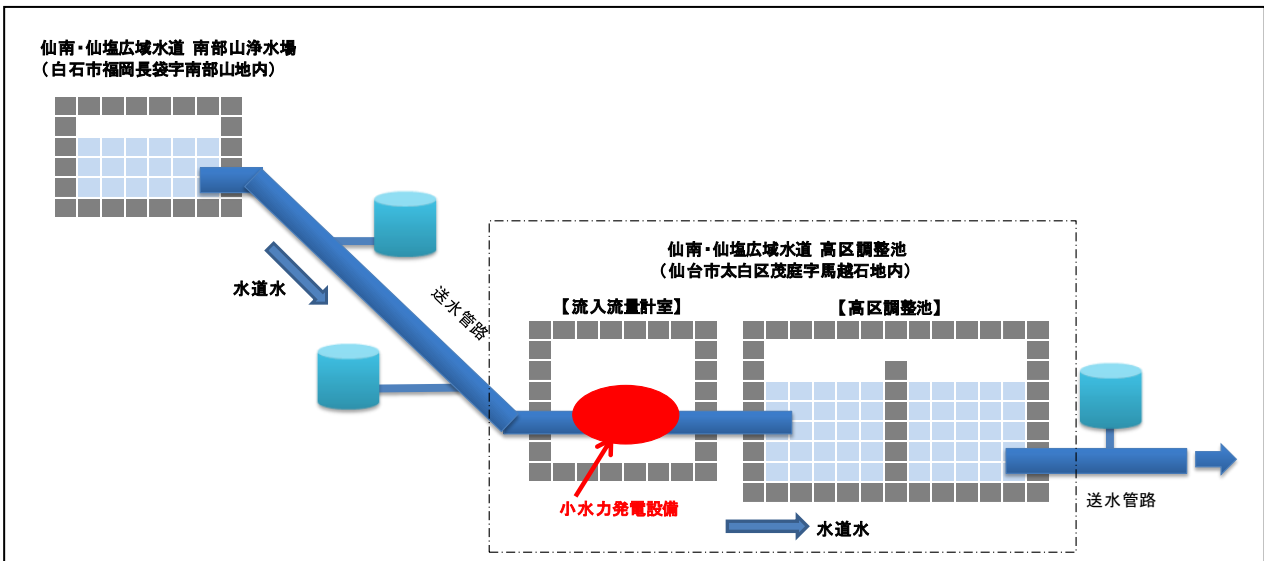 仙南・仙塩広域水道 南部山浄水場
（白石市福岡長袋字南部山地内）
水道水
送水管路
仙南・仙塩広域水道 高区調整池
（仙台市太白区茂庭字馬越石地内）
【流入流量計室】
【高区調整池】
小水力発電設備
水道水
送水管路